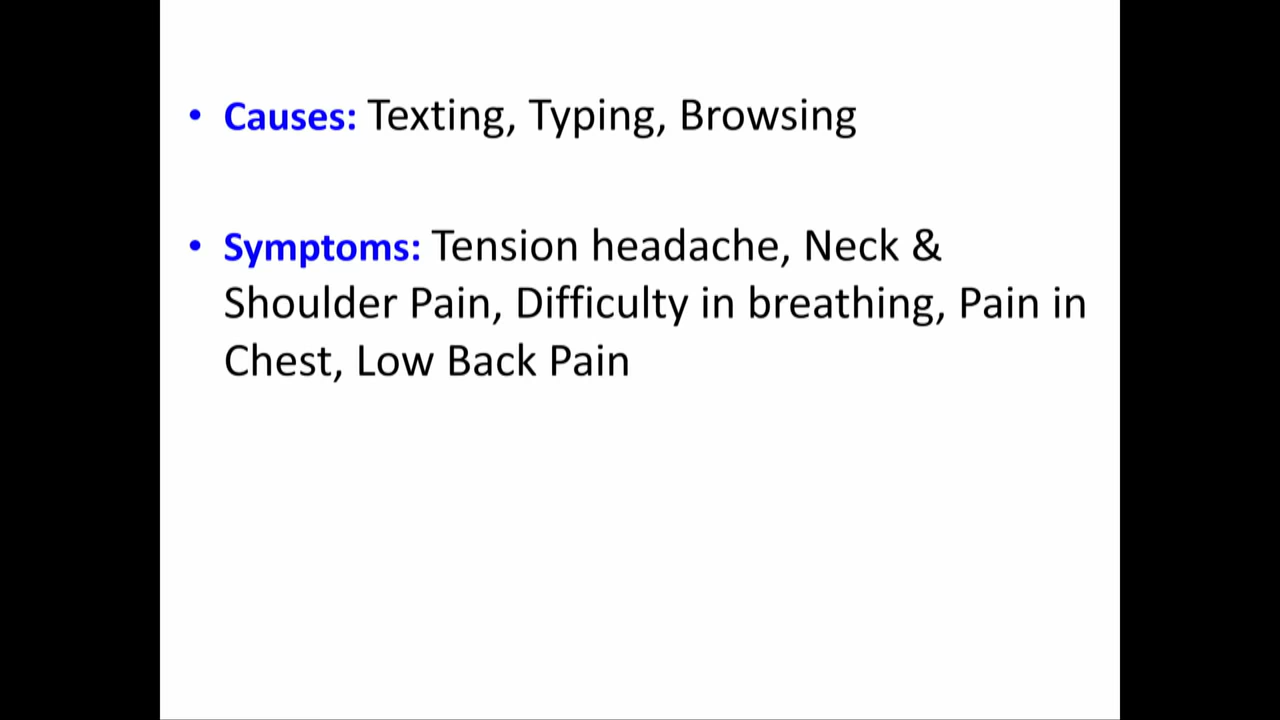 • Causes: Texting, Typing, Browsing
• Symptoms: Tension headache, Neck &
Shoulder Pain, Difficulty in breathing, Pain in
Chest, Low Back Pain